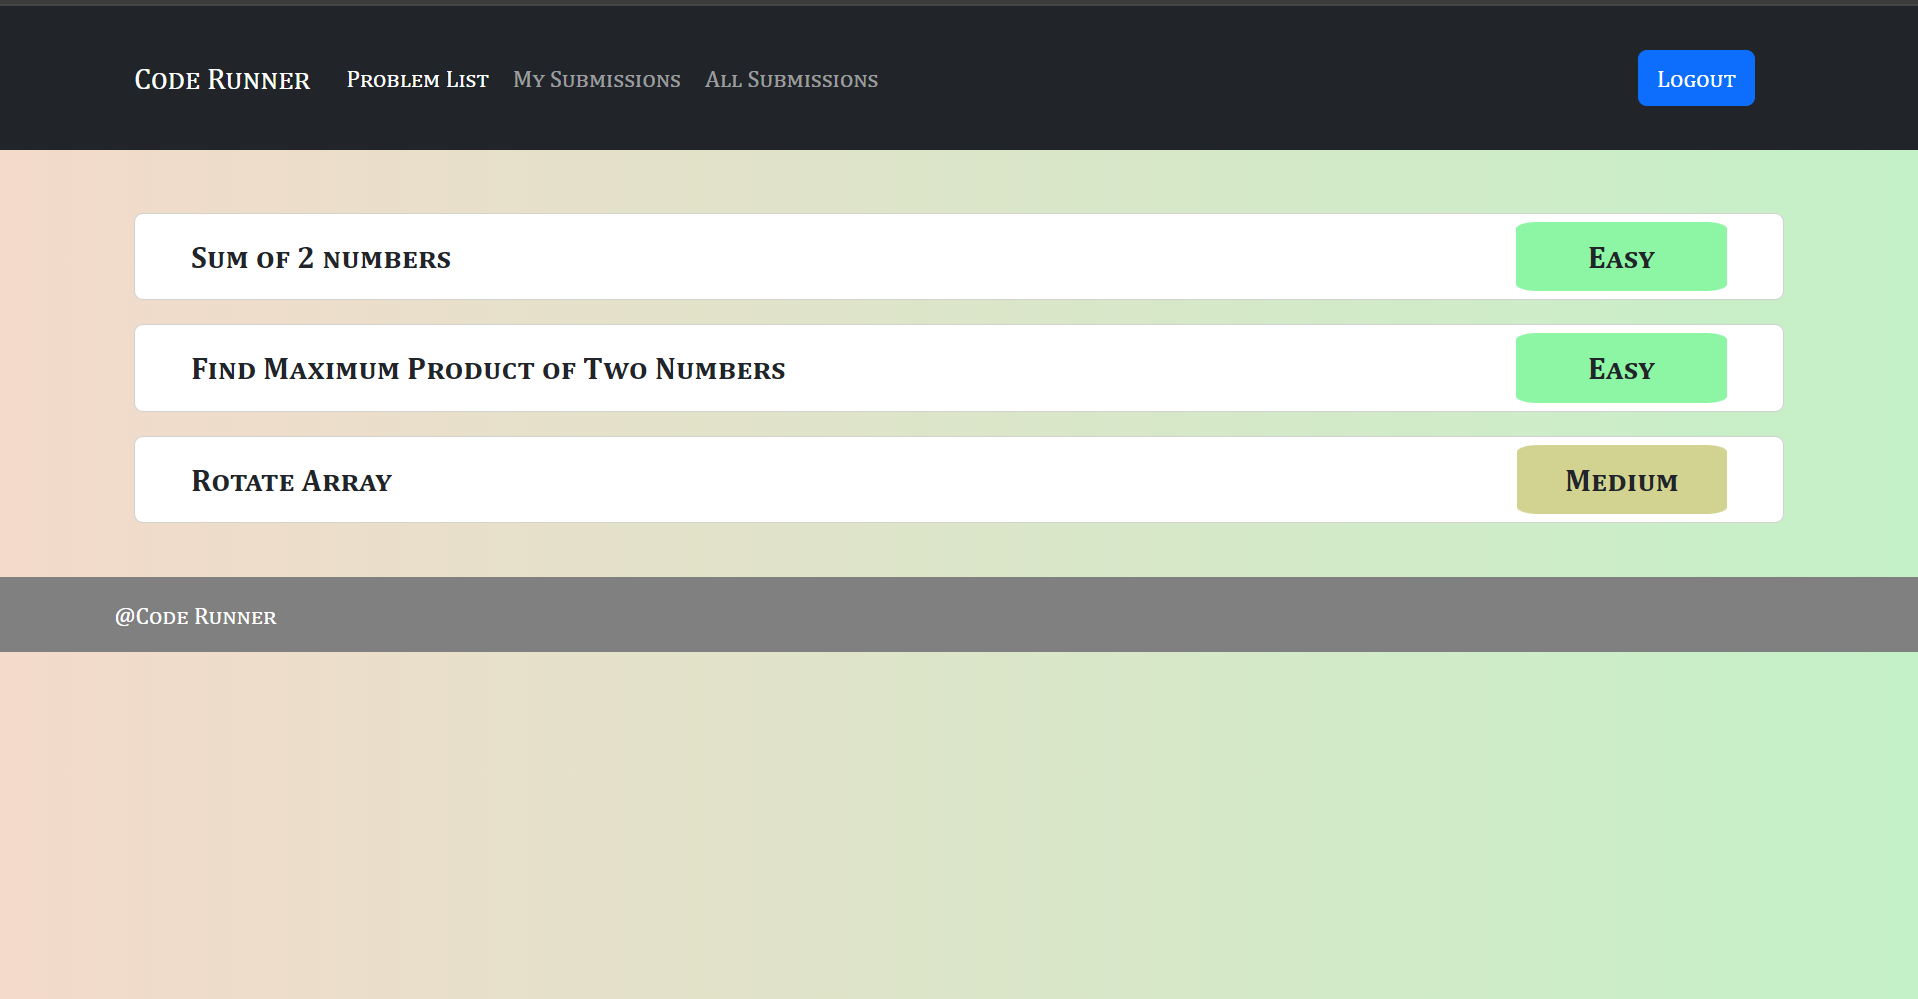 Code Runner Problem List My Submissions All Submissions Logout
Sum of 2 numbers Easy
Find Maximum Product of Two Numbers Easy
Rotate Array Medium
@Code Runner